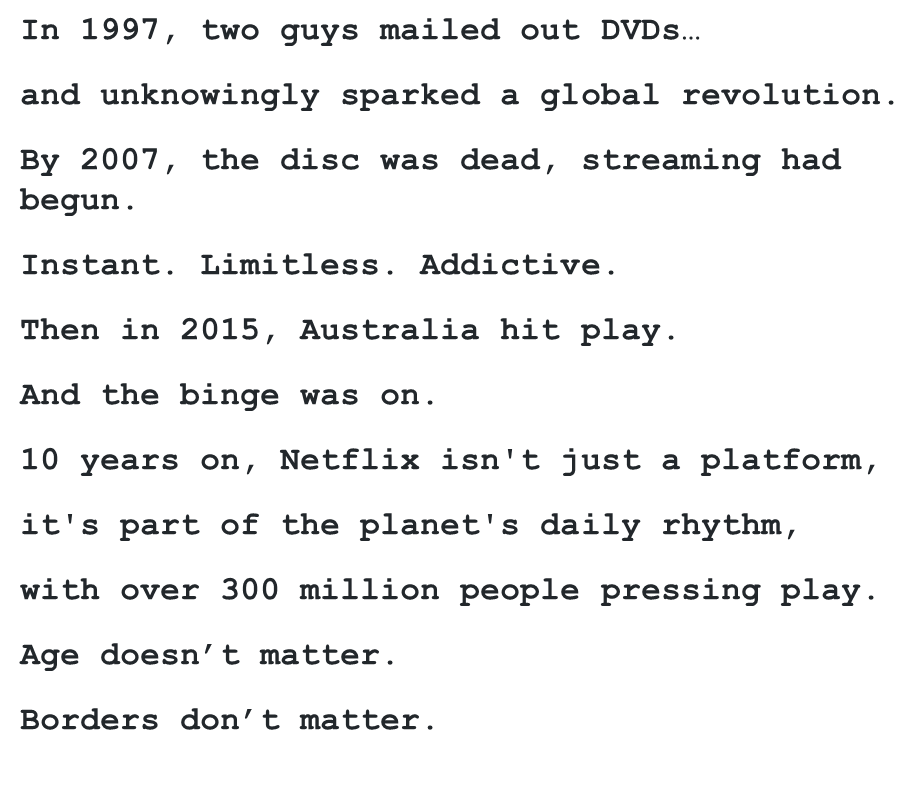 In 1997, two guys mailed out DVDs…
and unknowingly sparked a global revolution.
By 2007, the disc was dead, streaming had
begun.
Instant. Limitless. Addictive.
Then in 2015, Australia hit play.
And the binge was on.
10 years on, Netflix isn't just a platform,
it's part of the planet's daily rhythm,
with over 300 million people pressing play.
Age doesn’t matter.
Borders don’t matter.